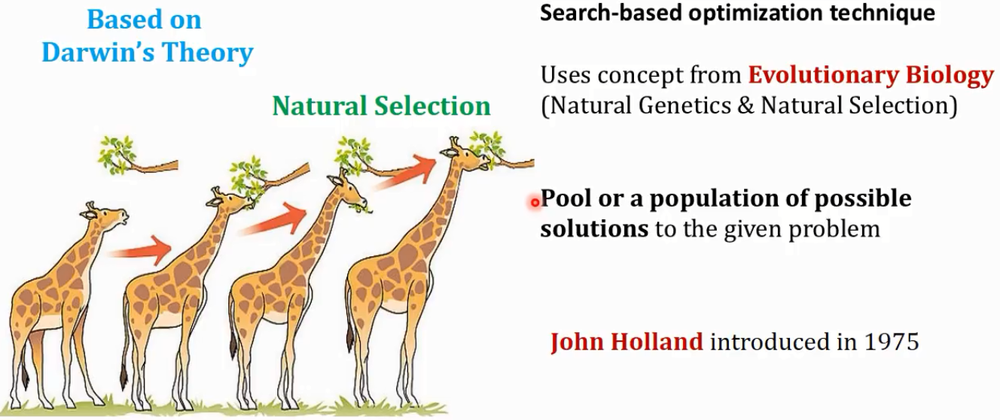 Based on
Darwin's Theory
Natural Selection
Search-based optimization technique
Uses concept from Evolutionary Biology
(Natural Genetics & Natural Selection)
Pool or a population of possible
solutions to the given problem
John Holland introduced in 1975